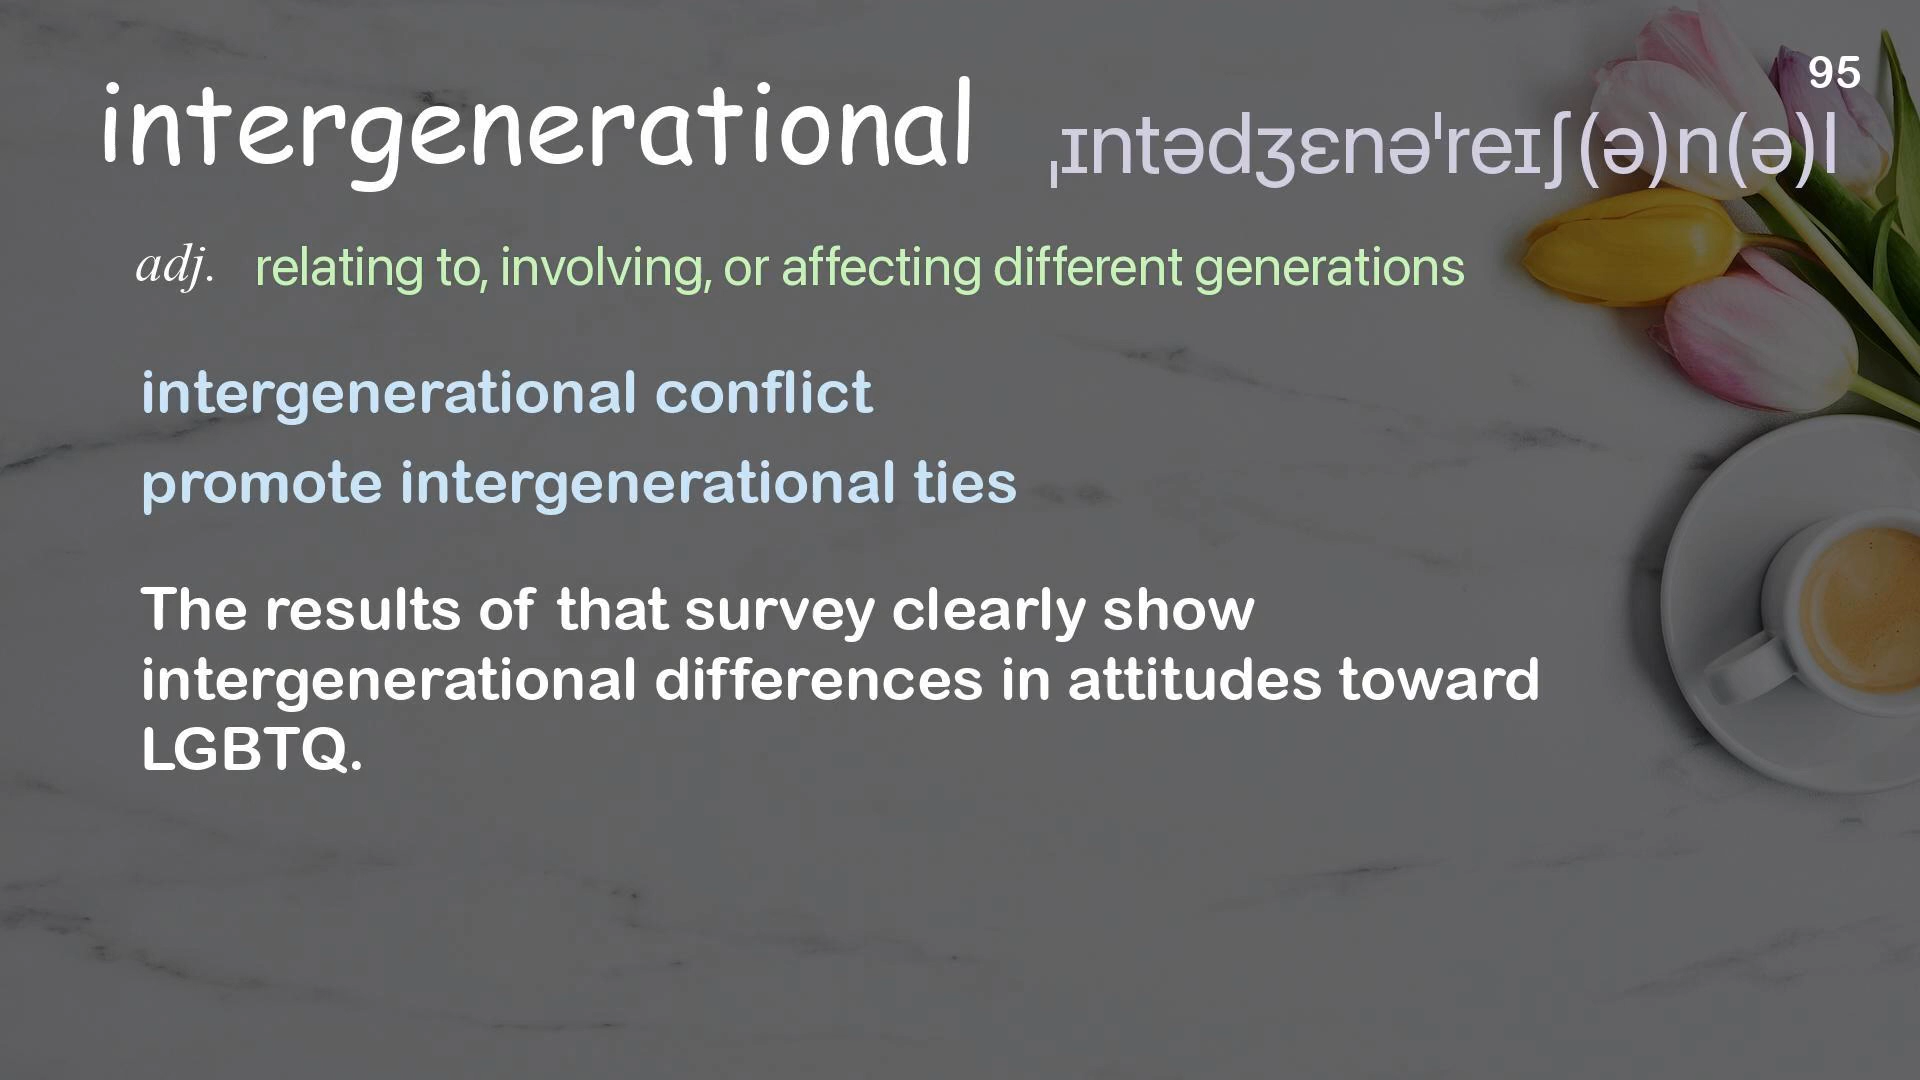 95
intergenerational ˌɪntədʒɛnəˈreɪʃ(ə)n(ə)l
adj. relating to, involving, or affecting different generations
intergenerational conflict
promote intergenerational ties
The results of that survey clearly show
intergenerational differences in attitudes toward
LGBTQ.